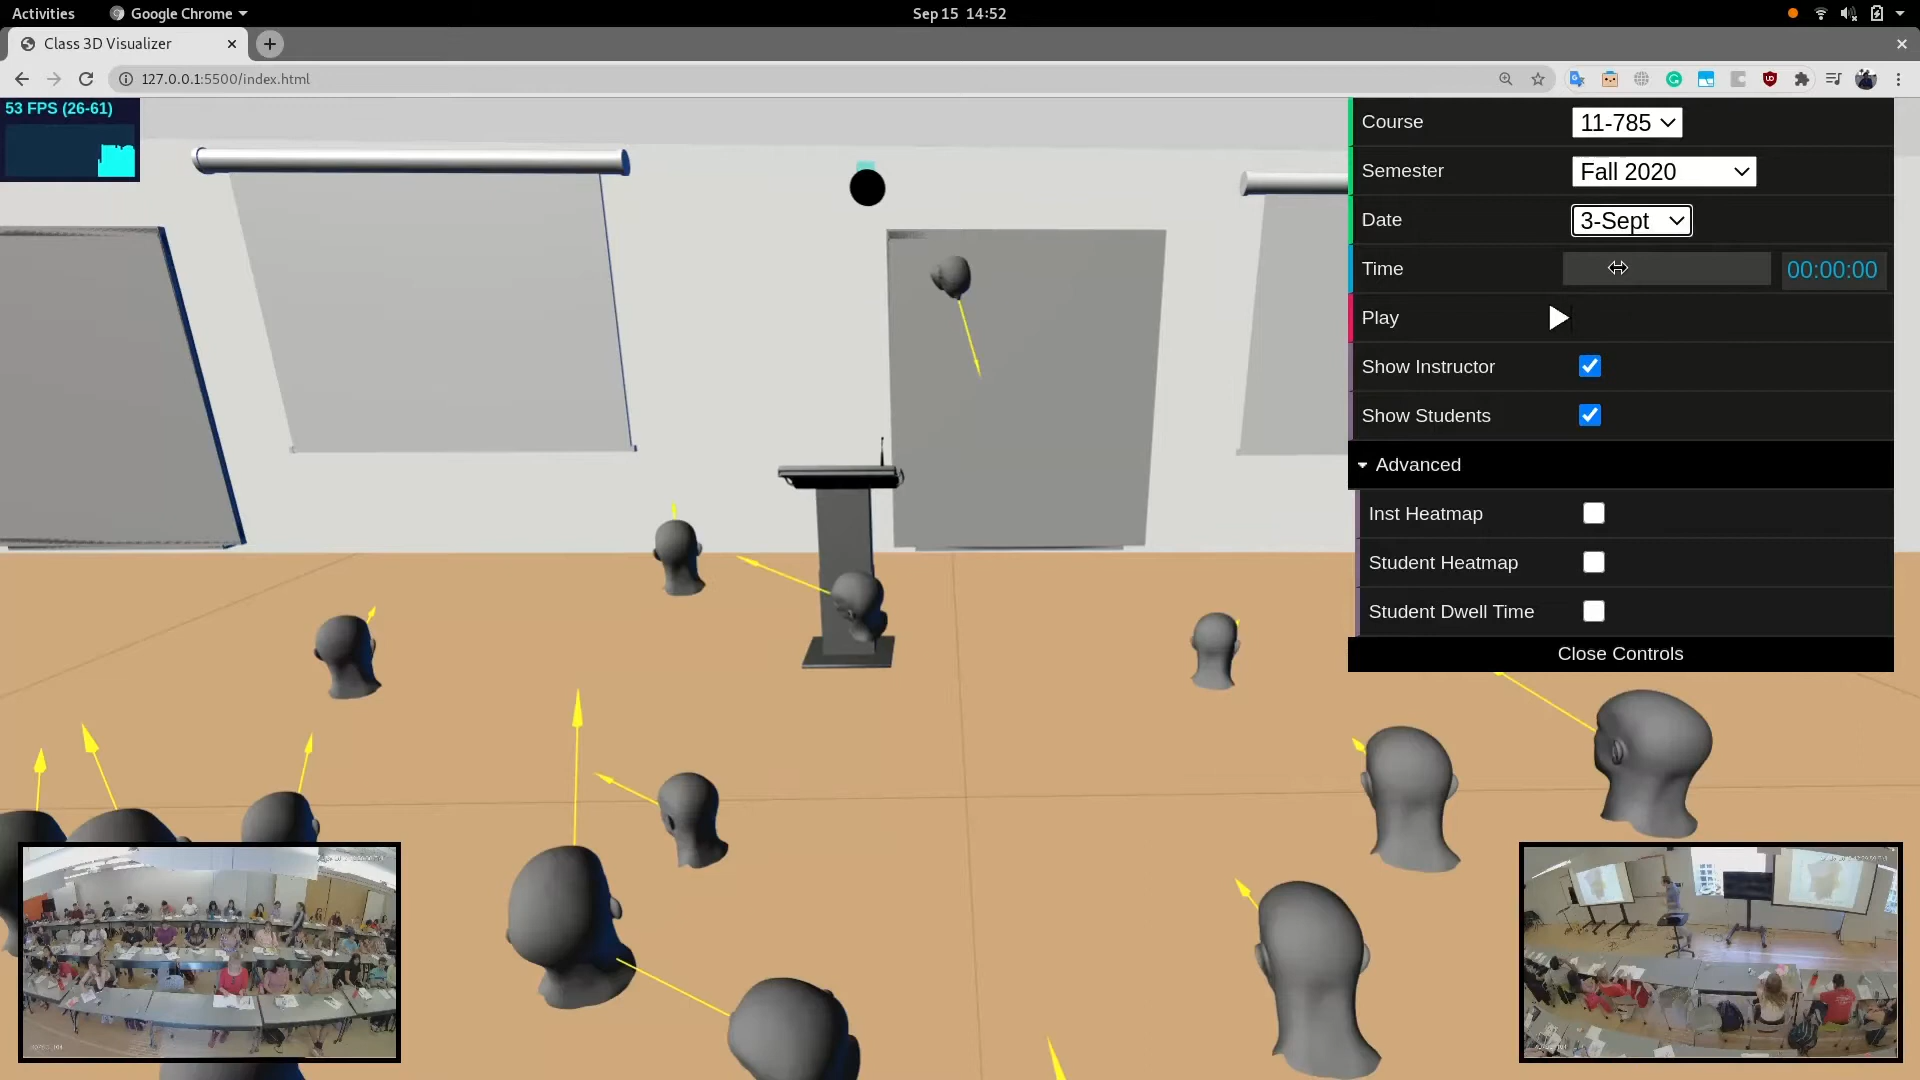 Activities Google Chrome Sep 15 14:52
Class 3D Visualizer
127.0.0.1:5500/index.html
53 FPS (26-61)
Course 11-785
Semester Fall 2020
Date 3-Sept
Time 00:00:00
Play
Show Instructor
Show Students
Advanced
Inst Heatmap
Student Heatmap
Student Dwell Time
Close Controls